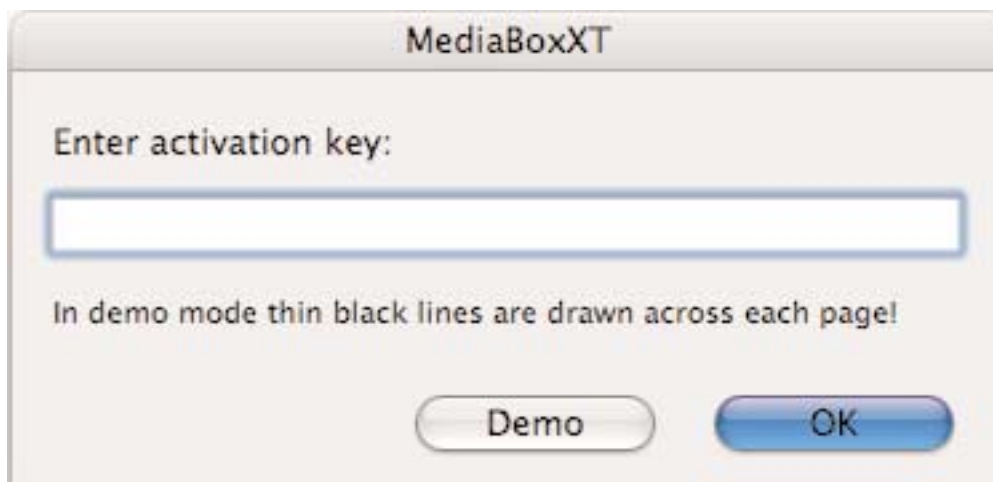 MediaBoxXT
Enter activation key:
In demo mode thin black lines are drawn across each page!
Demo OK